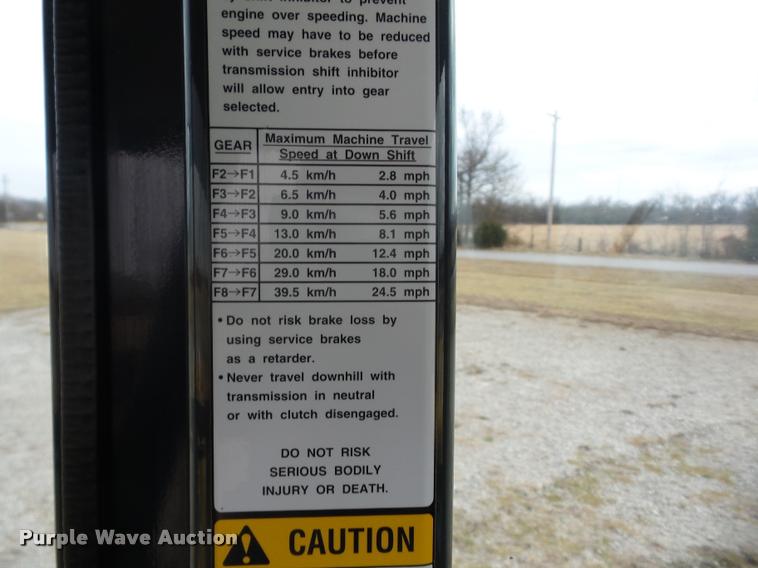 engine over speeding. Machine
speed may have to be reduced
with service brakes before
transmission shift inhibitor
will allow entry into gear
selected.
GEAR Maximum Machine Travel
Speed at Down Shift
F2→F1 4.5 km/h 2.8 mph
F3→F2 6.5 km/h 4.0 mph
F4→F3 9.0 km/h 5.6 mph
F5→F4 13.0 km/h 8.1 mph
F6→F5 20.0 km/h 12.4 mph
F7→F6 29.0 km/h 18.0 mph
F8→F7 39.5 km/h 24.5 mph
• Do not risk brake loss by
using service brakes
as a retarder.
• Never travel downhill with
transmission in neutral
or with clutch disengaged.
DO NOT RISK
SERIOUS BODILY
INJURY OR DEATH.
CAUTION
Purple Wave Auction